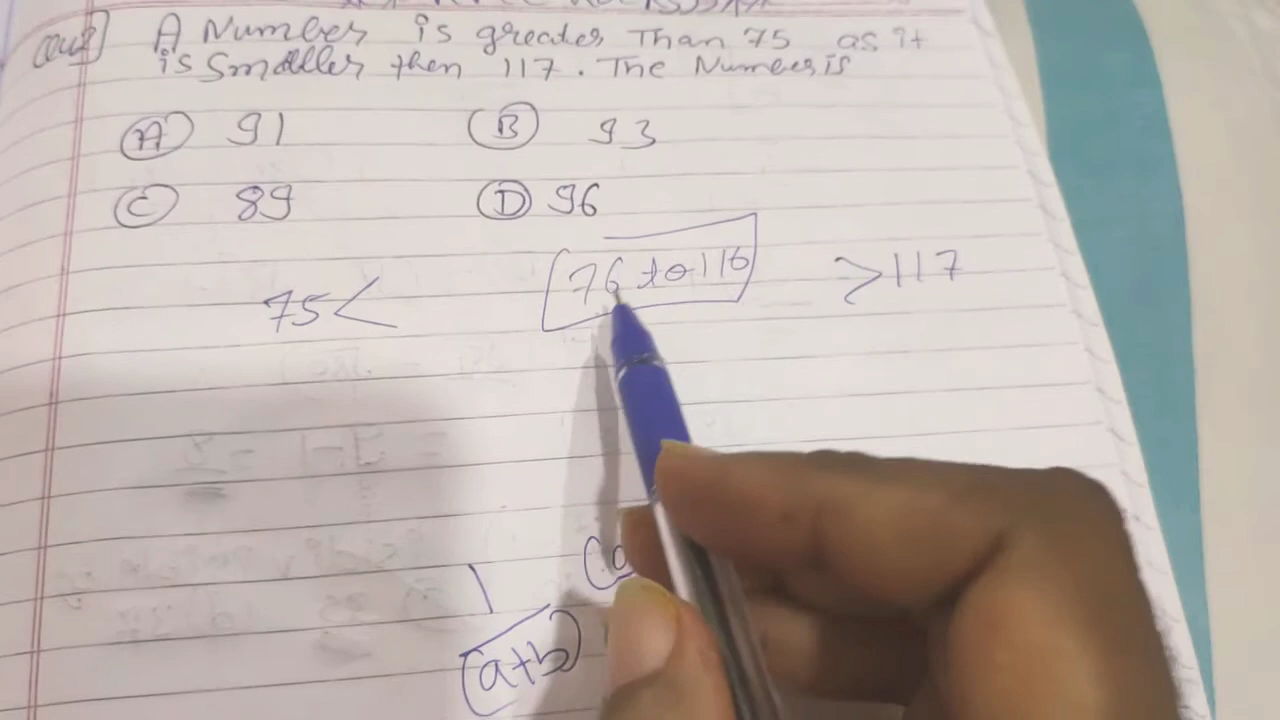 A Number is greater Than 75 as it
is Smaller then 117. The Number is
A 91 B 93
C 89 D 96
75< 76 to 116 >117
(a+b)